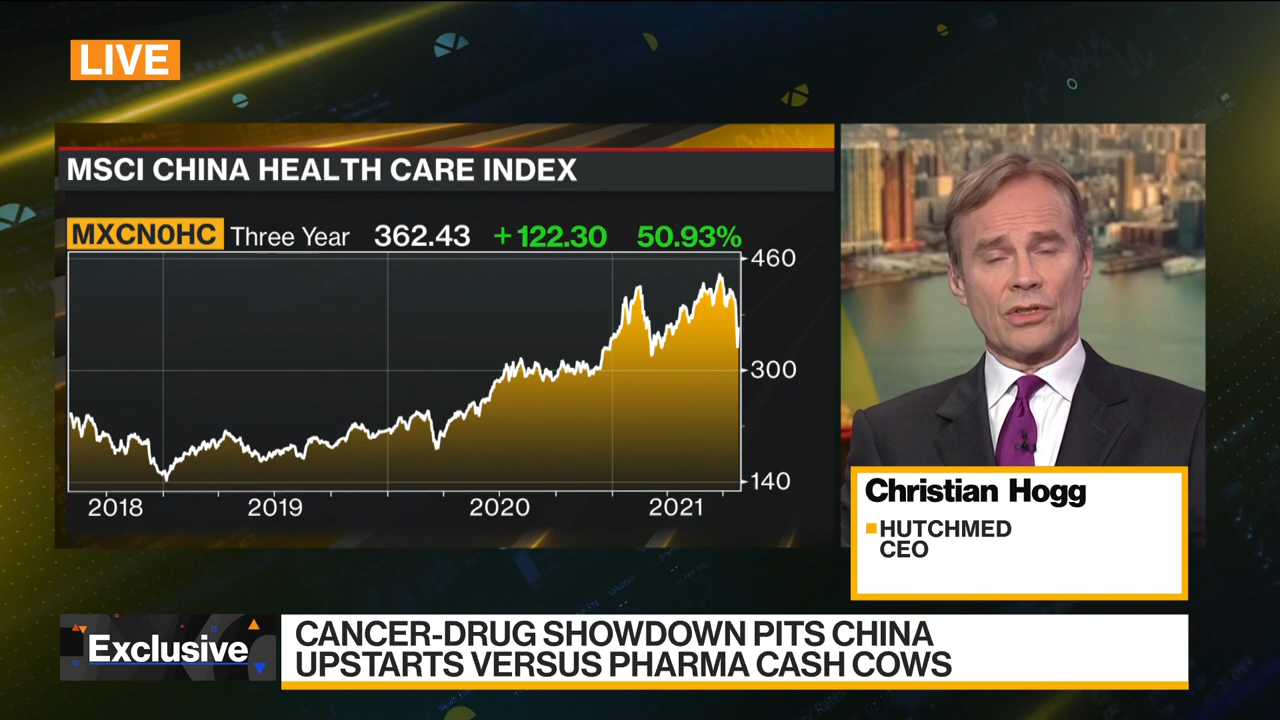 LIVE
MSCI CHINA HEALTH CARE INDEX
MXCN0HC Three Year 362.43 +122.30 50.93%
460
300
140
2018 2019 2020 2021
Christian Hogg
HUTCHMED
CEO
Exclusive
CANCER-DRUG SHOWDOWN PITS CHINA
UPSTARTS VERSUS PHARMA CASH COWS